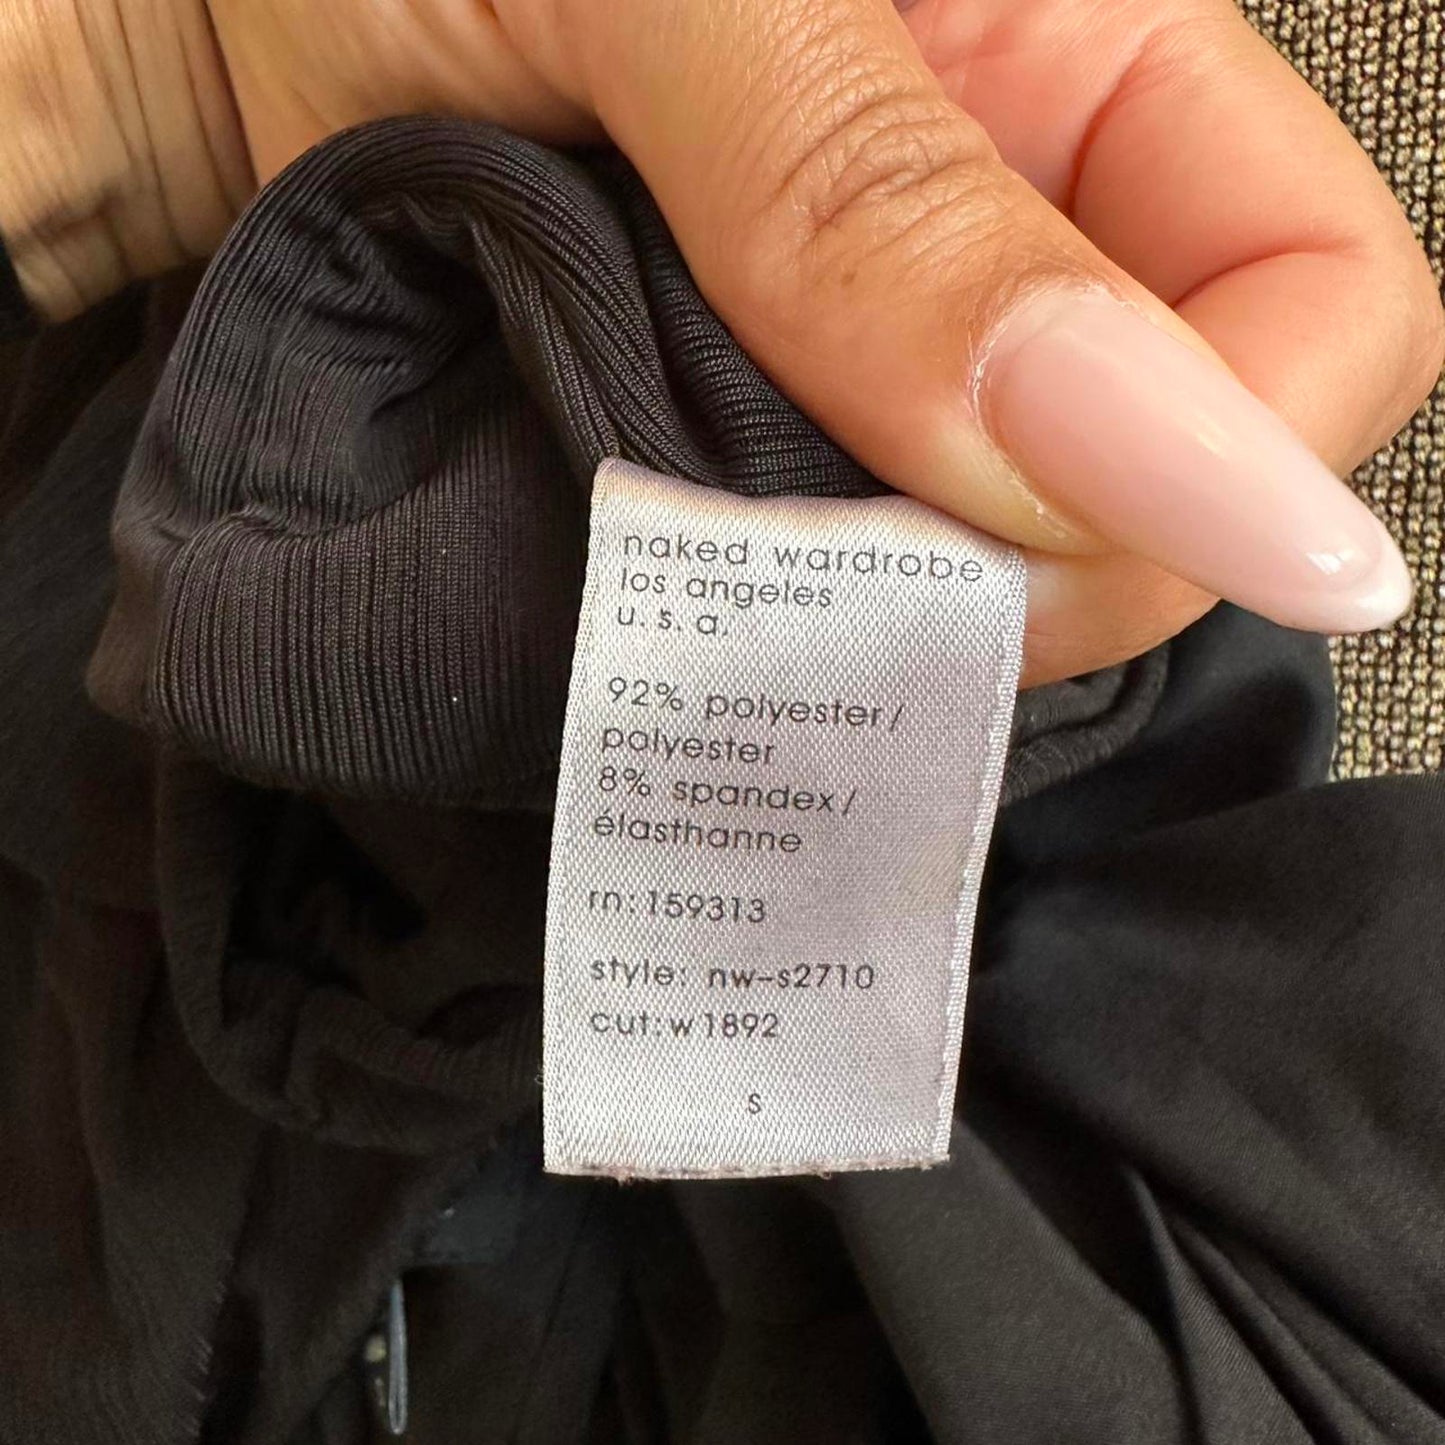 naked wardrobe
los angeles
u.s.a.
92% polyester/
polyester
8% spandex/
élasthanne
rn:159313
style: nw-s2710
cut:w1892
s